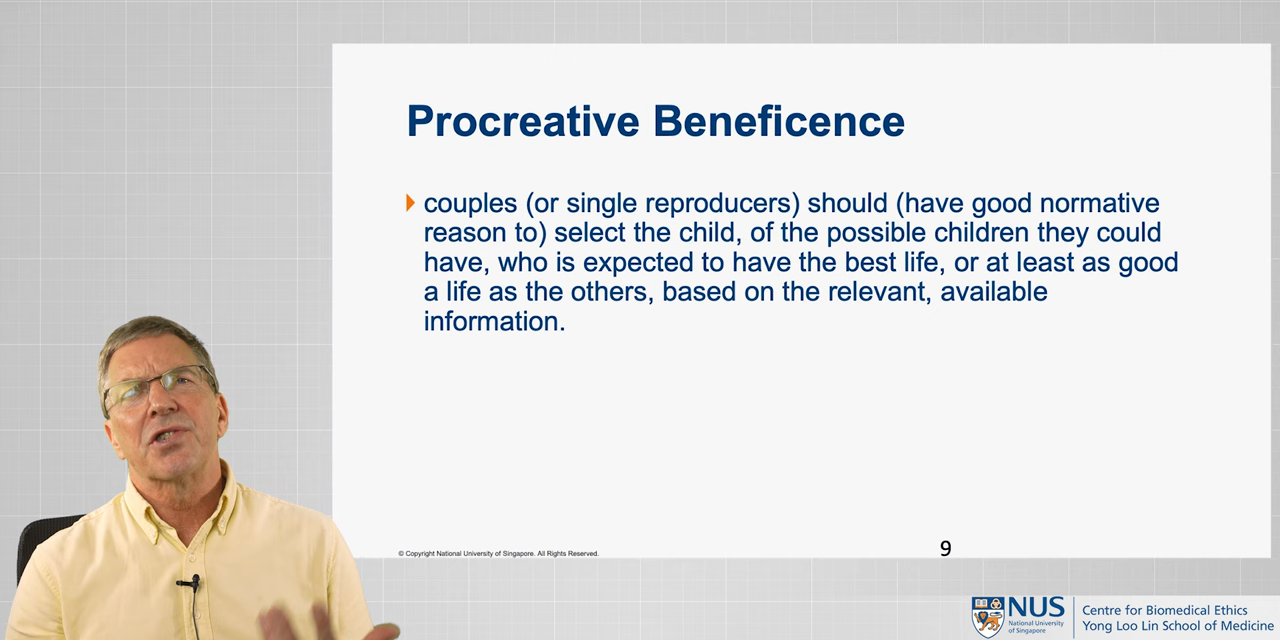 Procreative Beneficence
couples (or single reproducers) should (have good normative
reason to) select the child, of the possible children they could
have, who is expected to have the best life, or at least as good
a life as the others, based on the relevant, available
information.
© Copyright National University of Singapore. All Rights Reserved.
9
NUS
National University
of Singapore
Centre for Biomedical Ethics
Yong Loo Lin School of Medicine